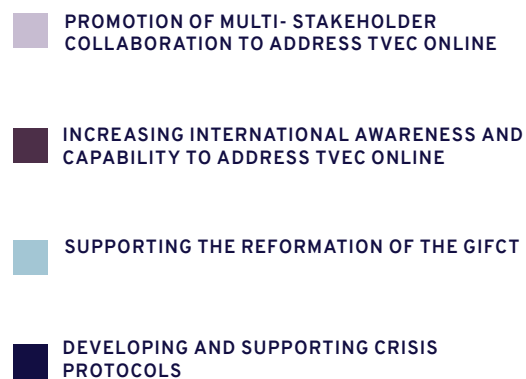 PROMOTION OF MULTI- STAKEHOLDER
COLLABORATION TO ADDRESS TVEC ONLINE
INCREASING INTERNATIONAL AWARENESS AND
CAPABILITY TO ADDRESS TVEC ONLINE
SUPPORTING THE REFORMATION OF THE GIFCT
DEVELOPING AND SUPPORTING CRISIS
PROTOCOLS